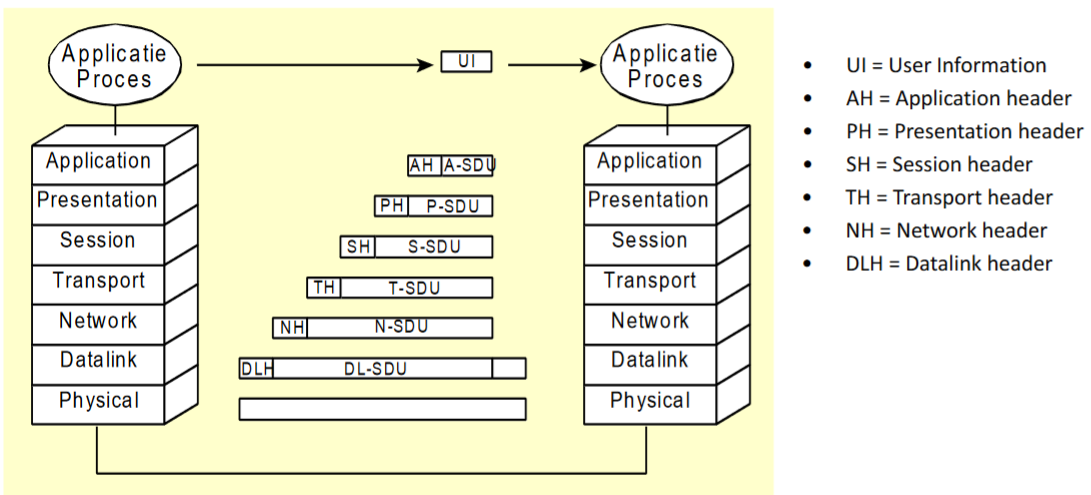 Applicatie
Proces
UI
Applicatie
Proces
Application
Presentation
Session
Transport
Network
Datalink
Physical
AH A-SDU
PH P-SDU
SH S-SDU
TH T-SDU
NH N-SDU
DLH DL-SDU
Application
Presentation
Session
Transport
Network
Datalink
Physical
• UI = User Information
• AH = Application header
• PH = Presentation header
• SH = Session header
• TH = Transport header
• NH = Network header
• DLH = Datalink header